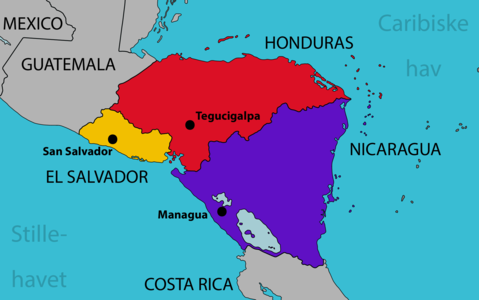 MEXICO
Caribiske
hav
HONDURAS
GUATEMALA
Tegucigalpa
San Salvador
NICARAGUA
EL SALVADOR
Managua
Stille-
havet
COSTA RICA